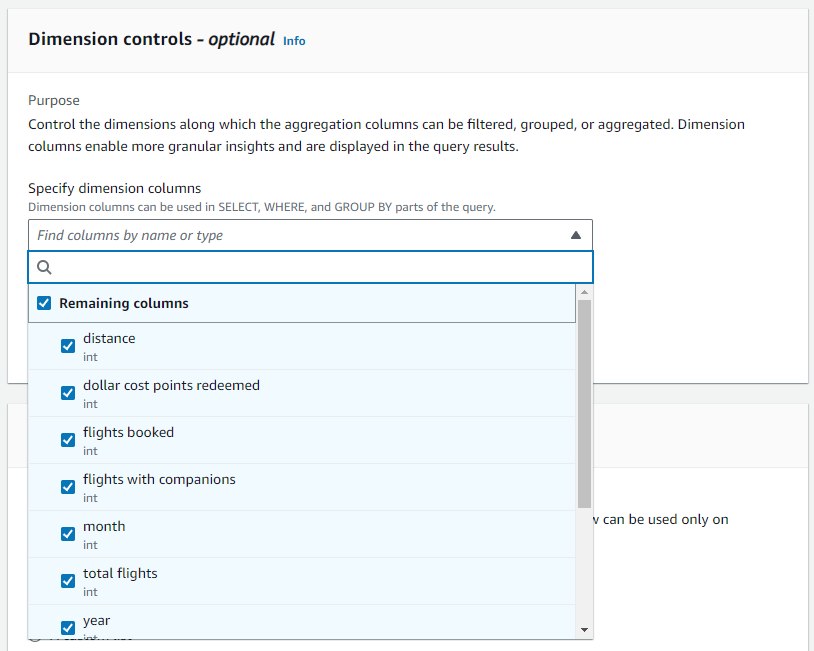 Dimension controls - optional Info
Purpose
Control the dimensions along which the aggregation columns can be filtered, grouped, or aggregated. Dimension
columns enable more granular insights and are displayed in the query results.
Specify dimension columns
Dimension columns can be used in SELECT, WHERE, and GROUP BY parts of the query.
Find columns by name or type
Remaining columns
distance
int
dollar cost points redeemed
int
flights booked
int
flights with companions
int
month
int
can be used only on
total flights
int
year
int